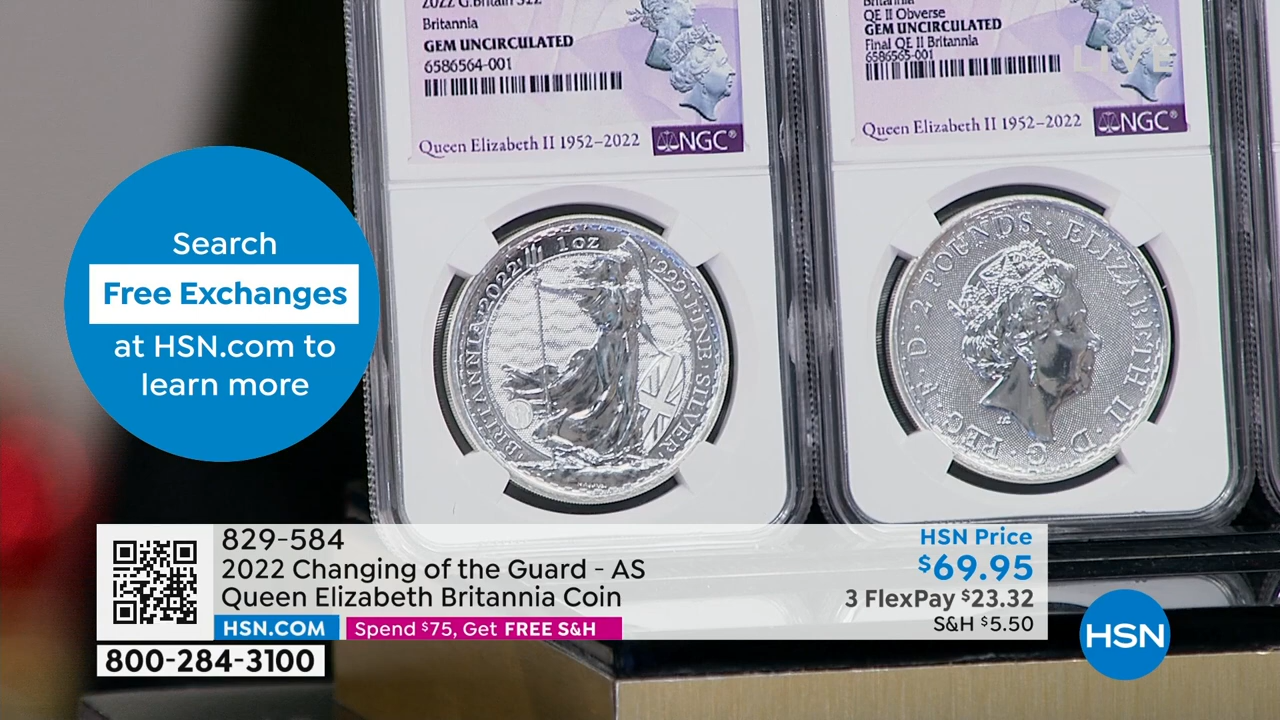 2022 G.Britain S£2
Britannia
GEM UNCIRCULATED
6586564-001
Queen Elizabeth II 1952–2022
NGC®
Britannia
QE II Obverse
GEM UNCIRCULATED
Final QE II Britannia
6586565-001
Queen Elizabeth II 1952–2022
NGC®
LIVE
Search
Free Exchanges
at HSN.com to
learn more
BRITANNIA 2022 1oz 999 FINE SILVER
ELIZABETH II · D · G · REG · F · D · 2 POUNDS
829-584
2022 Changing of the Guard - AS
Queen Elizabeth Britannia Coin
HSN.COM
Spend $75, Get FREE S&H
800-284-3100
HSN Price
$69.95
3 FlexPay $23.32
S&H $5.50
HSN